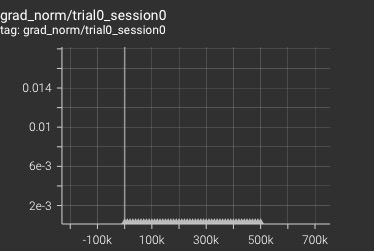 grad_norm/trial0_session0
tag: grad_norm/trial0_session0
0.014
0.01
6e-3
2e-3
-100k 100k 300k 500k 700k